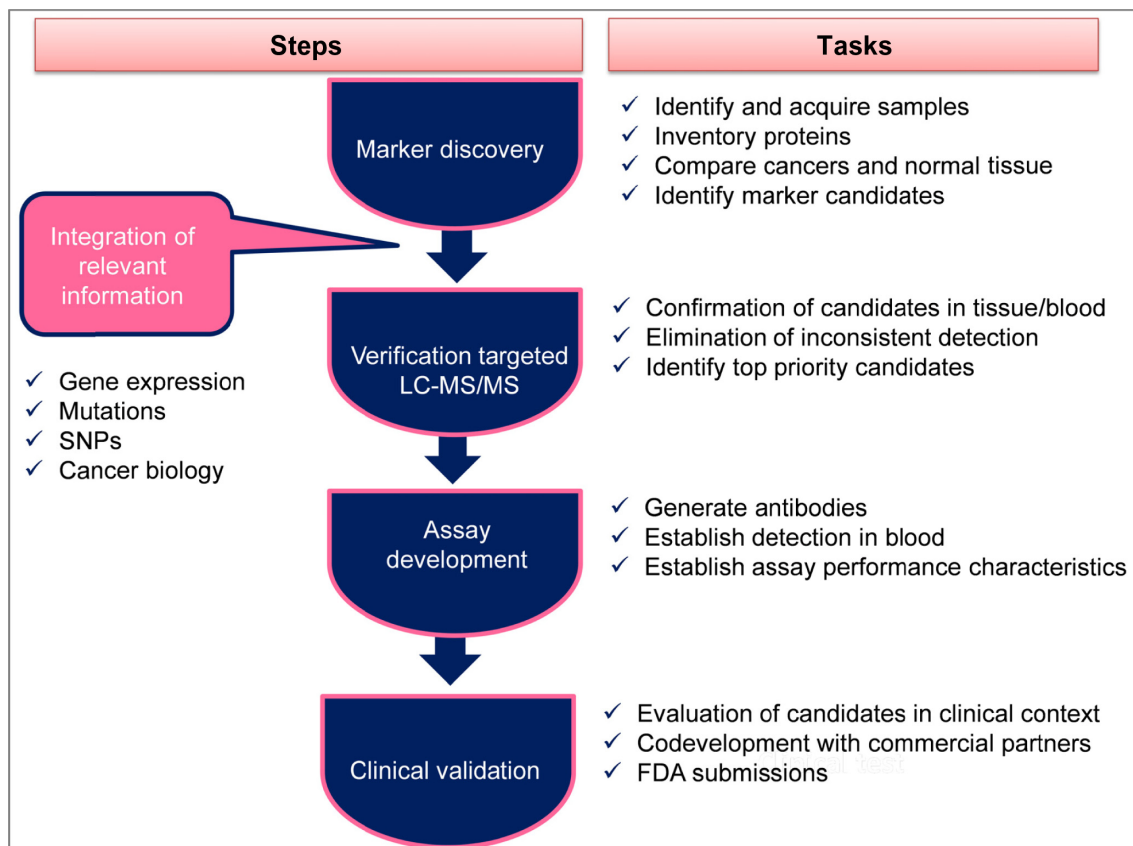 Steps
Tasks
Marker discovery
✓ Identify and acquire samples
✓ Inventory proteins
✓ Compare cancers and normal tissue
✓ Identify marker candidates
Integration of
relevant
information
✓ Gene expression
✓ Mutations
✓ SNPs
✓ Cancer biology
Verification targeted
LC-MS/MS
✓ Confirmation of candidates in tissue/blood
✓ Elimination of inconsistent detection
✓ Identify top priority candidates
Assay
development
✓ Generate antibodies
✓ Establish detection in blood
✓ Establish assay performance characteristics
Clinical validation
✓ Evaluation of candidates in clinical context
✓ Codevelopment with commercial partners
✓ FDA submissions